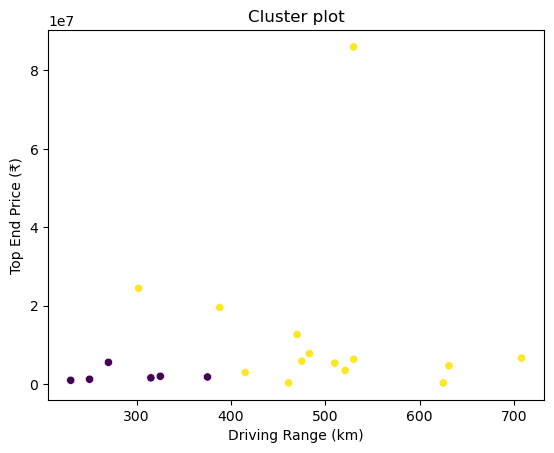 Cluster plot
1e7
8
6
4
2
0
Top End Price (₹)
300 400 500 600 700
Driving Range (km)